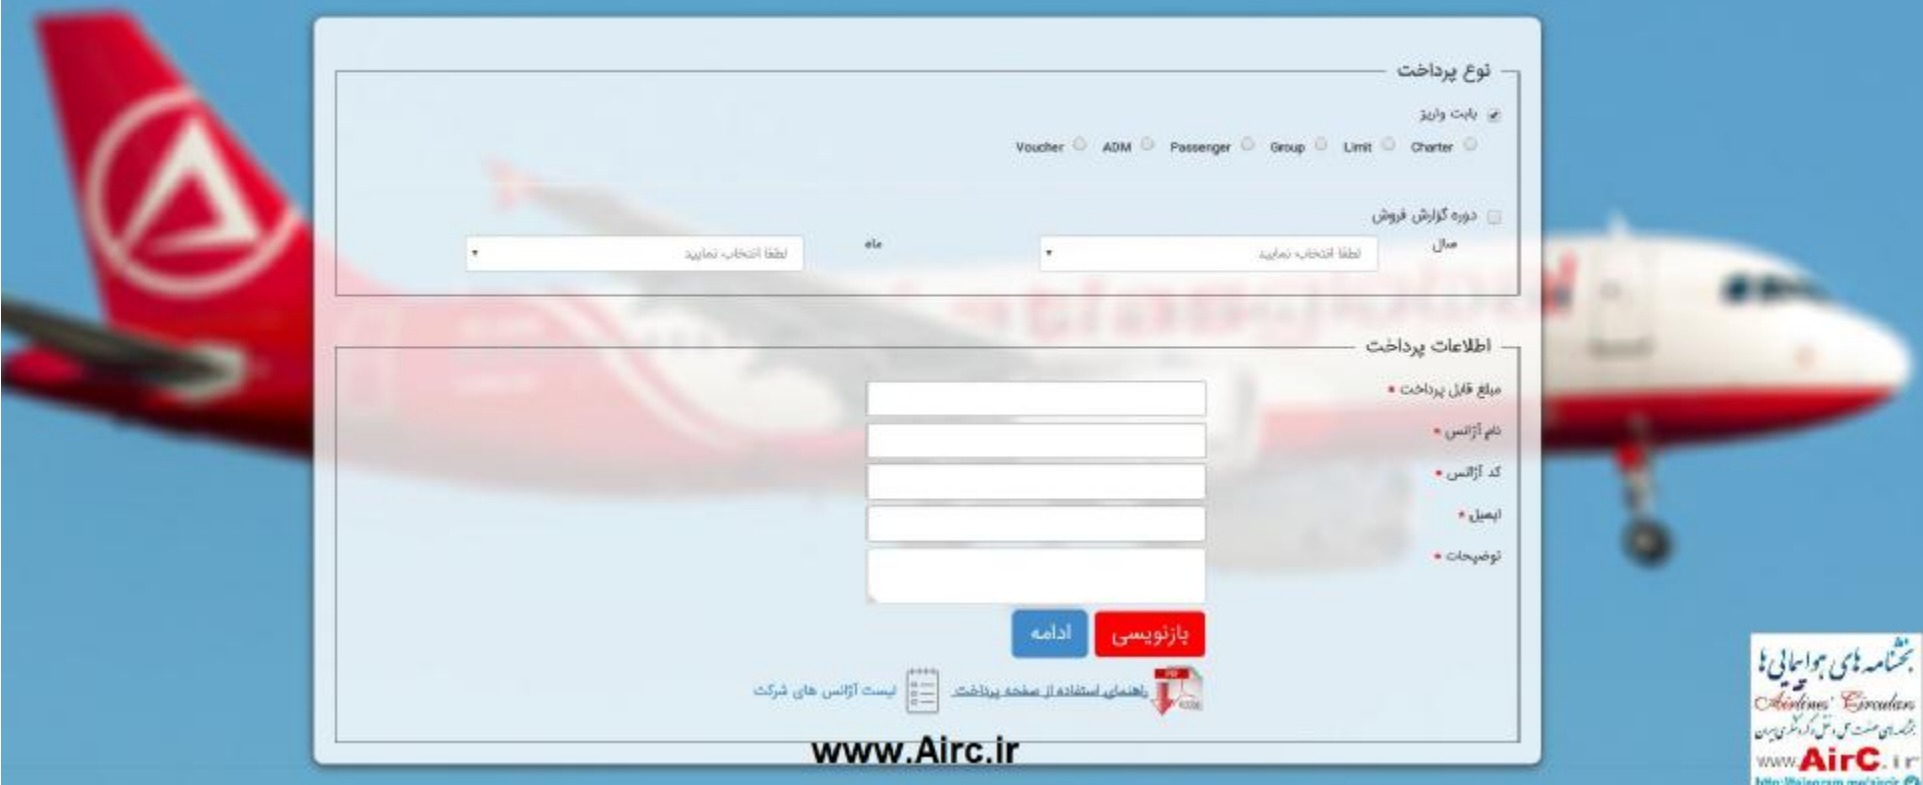 نوع پرداخت
بابت واریز
Charter Limit Group Passenger ADM Voucher
دوره گزارش فروش
سال لطفا انتخاب نمایید ماه لطفا انتخاب نمایید
اطلاعات پرداخت
مبلغ قابل پرداخت *
نام آژانس *
کد آژانس *
ایمیل *
توضیحات *
بازنویسی ادامه
راهنمای استفاده از صفحه پرداخت لیست آژانس های شرکت
www.Airc.ir
بخشنامه های هواپیمایی ها
Airlines' Circulars
www.AirC.ir